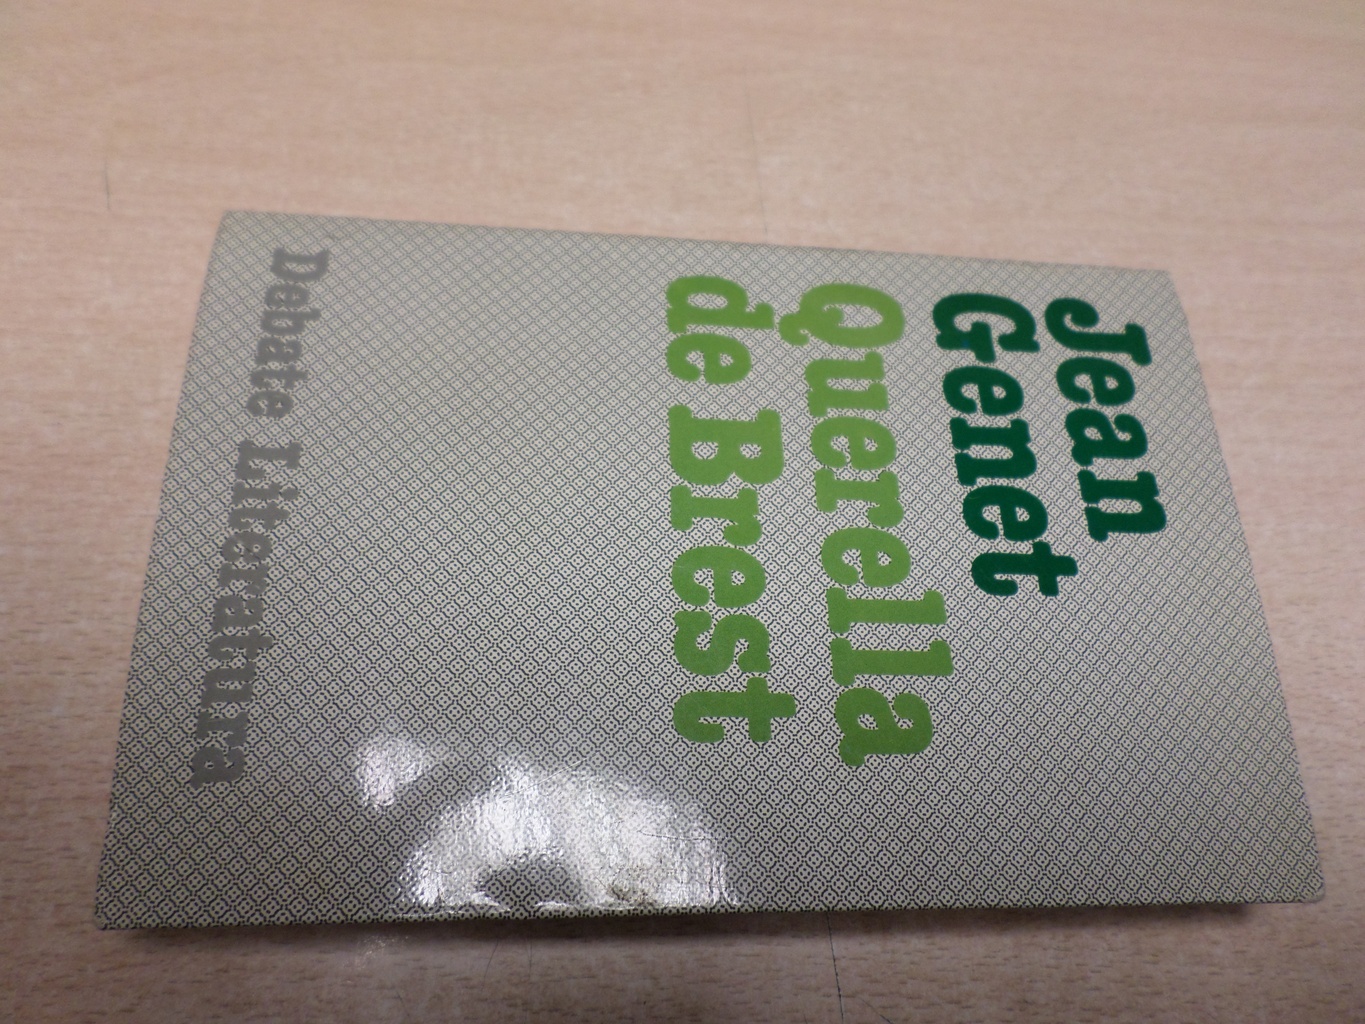 Jean
Genet
Querella
de Brest
Debate Literatura